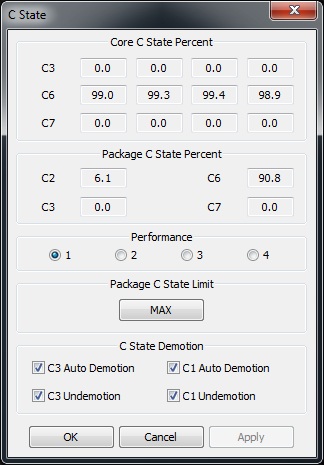 C State
Core C State Percent
C3 0.0 0.0 0.0 0.0
C6 99.0 99.3 99.4 98.9
C7 0.0 0.0 0.0 0.0
Package C State Percent
C2 6.1 C6 90.8
C3 0.0 C7 0.0
Performance
1 2 3 4
Package C State Limit
MAX
C State Demotion
C3 Auto Demotion C1 Auto Demotion
C3 Undemotion C1 Undemotion
OK Cancel Apply